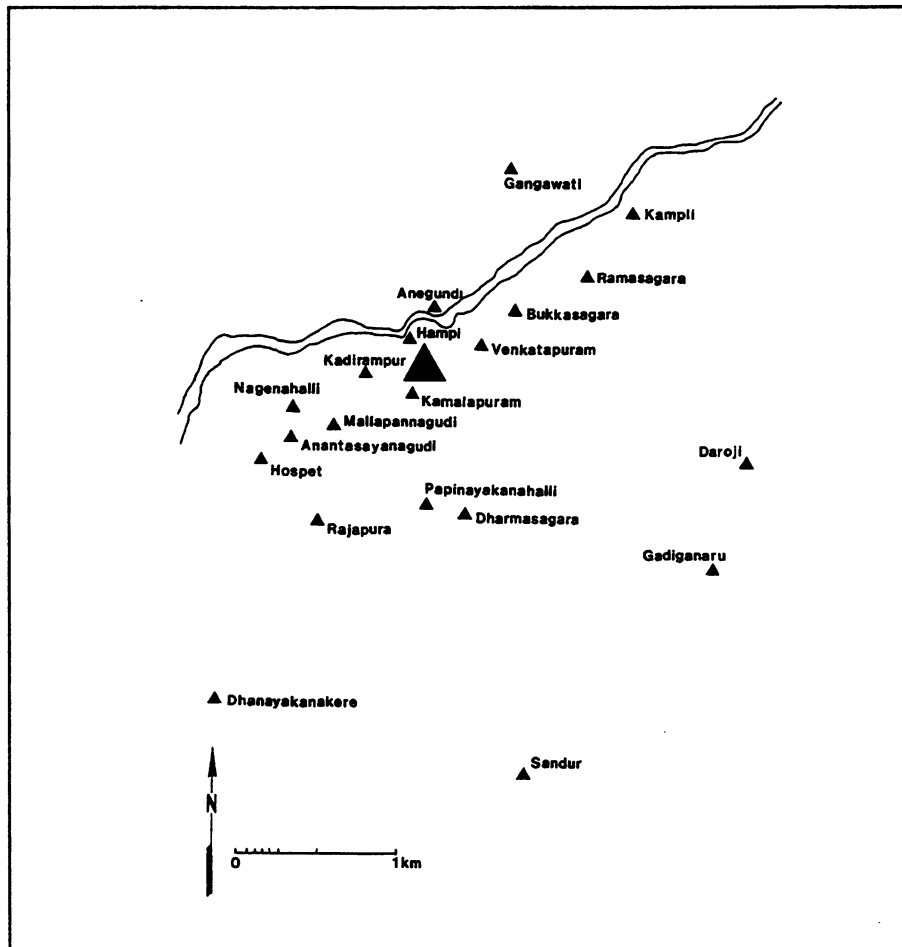 Gangawati
Kampli
Ramasagara
Anegundi
Bukkasagara
Hampi
Venkatapuram
Kadirampur
Nagenahalli
Kamalapuram
Mallapannagudi
Anantasayanagudi
Daroji
Hospet
Papinayakanahalli
Dharmasagara
Rajapura
Gadiganaru
Dhanayakanakere
Sandur
N
0 1km